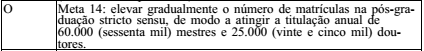 O Meta 14: elevar gradualmente o número de matrículas na pós-gra-
duação stricto sensu, de modo a atingir a titulação anual de
60.000 (sessenta mil) mestres e 25.000 (vinte e cinco mil) dou-
tores.